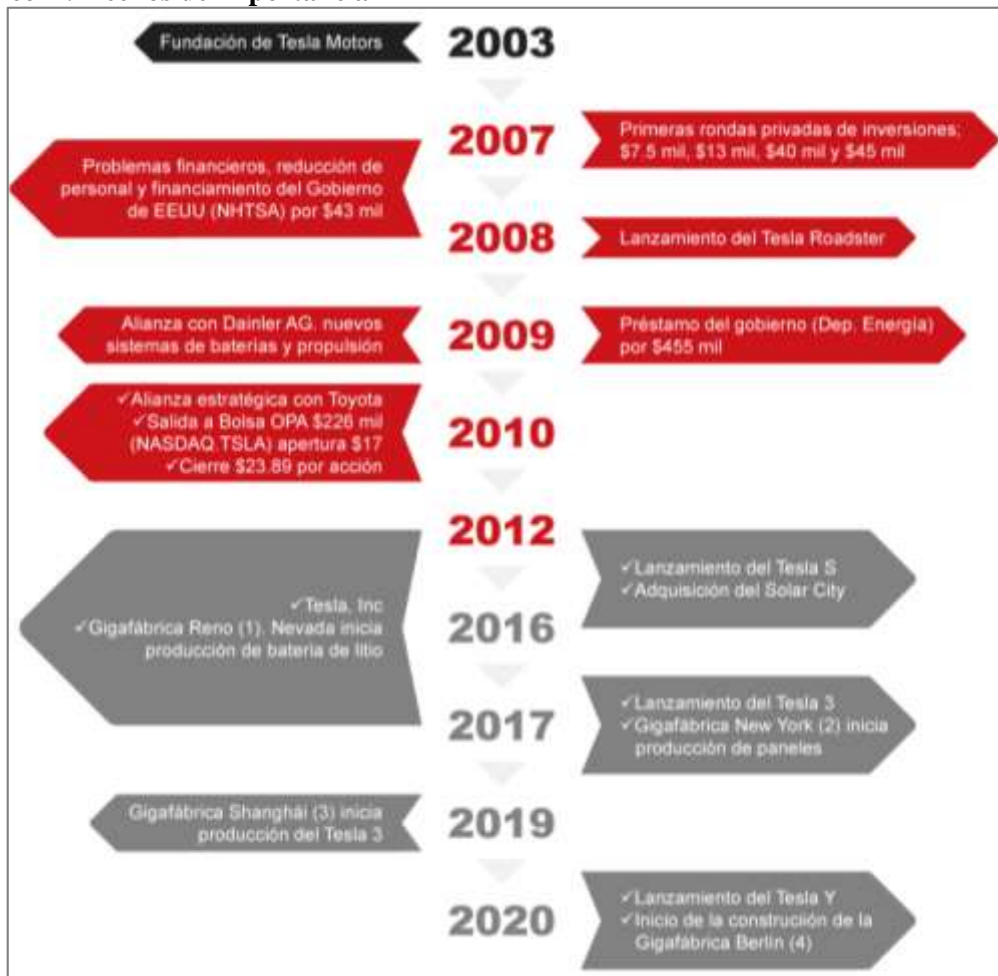 Fundación de Tesla Motors
2003
2007
Primeras rondas privadas de inversiones;
$7.5 mil, $13 mil, $40 mil y $45 mil
Problemas financieros, reducción de
personal y financiamiento del Gobierno
de EEUU (NHTSA) por $43 mil
2008
Lanzamiento del Tesla Roadster
Alianza con Dainler AG. nuevos
sistemas de baterías y propulsión
2009
Préstamo del gobierno (Dep. Energía)
por $455 mil
✓Alianza estratégica con Toyota
✓Salida a Bolsa OPA $226 mil
(NASDAQ.TSLA) apertura $17
✓Cierre $23.89 por acción
2010
2012
✓Lanzamiento del Tesla S
✓Adquisición del Solar City
✓Tesla, Inc
✓Gigafábrica Reno (1). Nevada inicia
producción de batería de litio
2016
2017
✓Lanzamiento del Tesla 3
✓Gigafábrica New York (2) inicia
producción de paneles
Gigafábrica Shanghái (3) inicia
producción del Tesla 3
2019
2020
✓Lanzamiento del Tesla Y
✓Inicio de la construción de la
Gigafábrica Berlín (4)